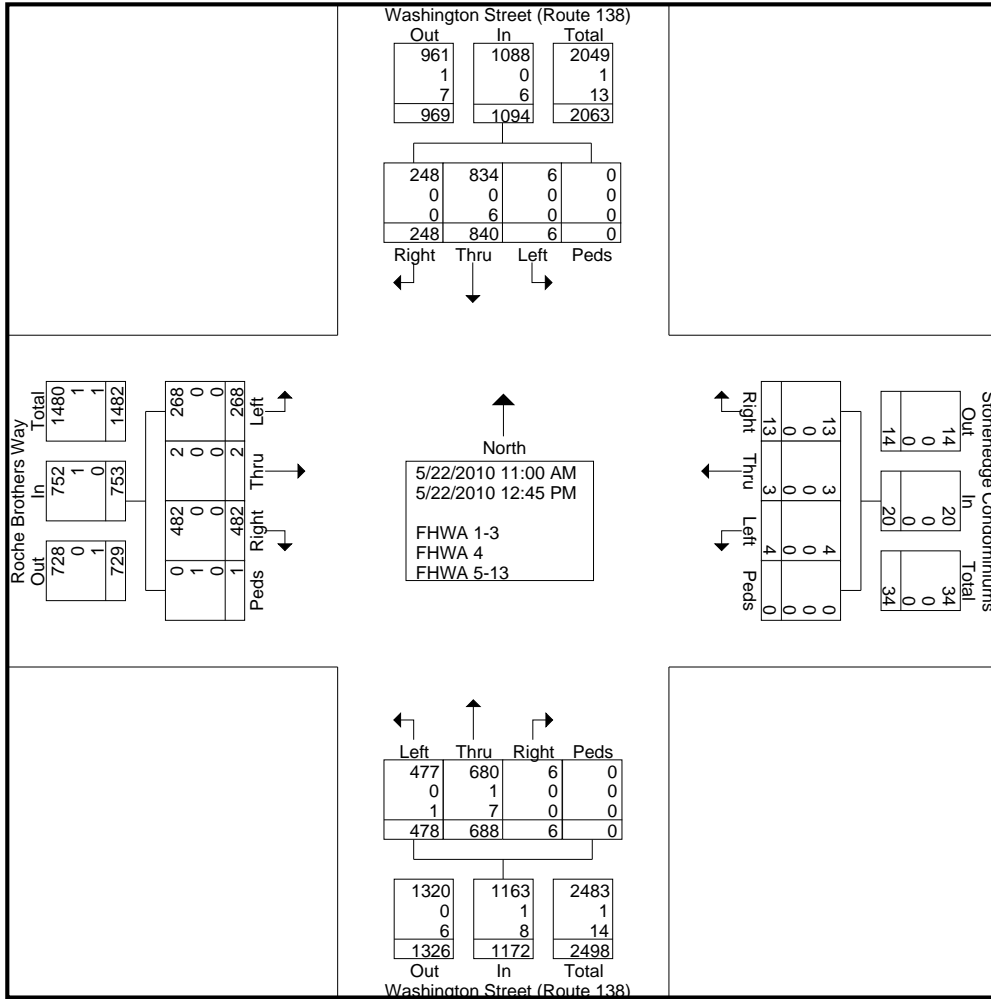 Washington Street (Route 138)
Out In Total
961 1088 2049
1 0 1
7 6 13
969 1094 2063
248 834 6 0
0 0 0 0
0 6 0 0
248 840 6 0
Right Thru Left Peds
Roche Brothers Way
Total
1480
1
1
1482
In
752
1
0
753
Out
728
0
1
729
268 0 0 268
Left
2 0 0 2
Thru
482 0 0 482
Right
0 1 0 1
Peds
North
5/22/2010 11:00 AM
5/22/2010 12:45 PM
FHWA 1-3
FHWA 4
FHWA 5-13
Right
13 0 0 13
Thru
3 0 0 3
Left
4 0 0 4
Peds
0 0 0 0
Stonehedge Condominiums
Out
14
0
0
14
In
20
0
0
20
Total
34
0
0
34
Left Thru Right Peds
477 680 6 0
0 1 0 0
1 7 0 0
478 688 6 0
1320 1163 2483
0 1 1
6 8 14
1326 1172 2498
Out In Total
Washington Street (Route 138)